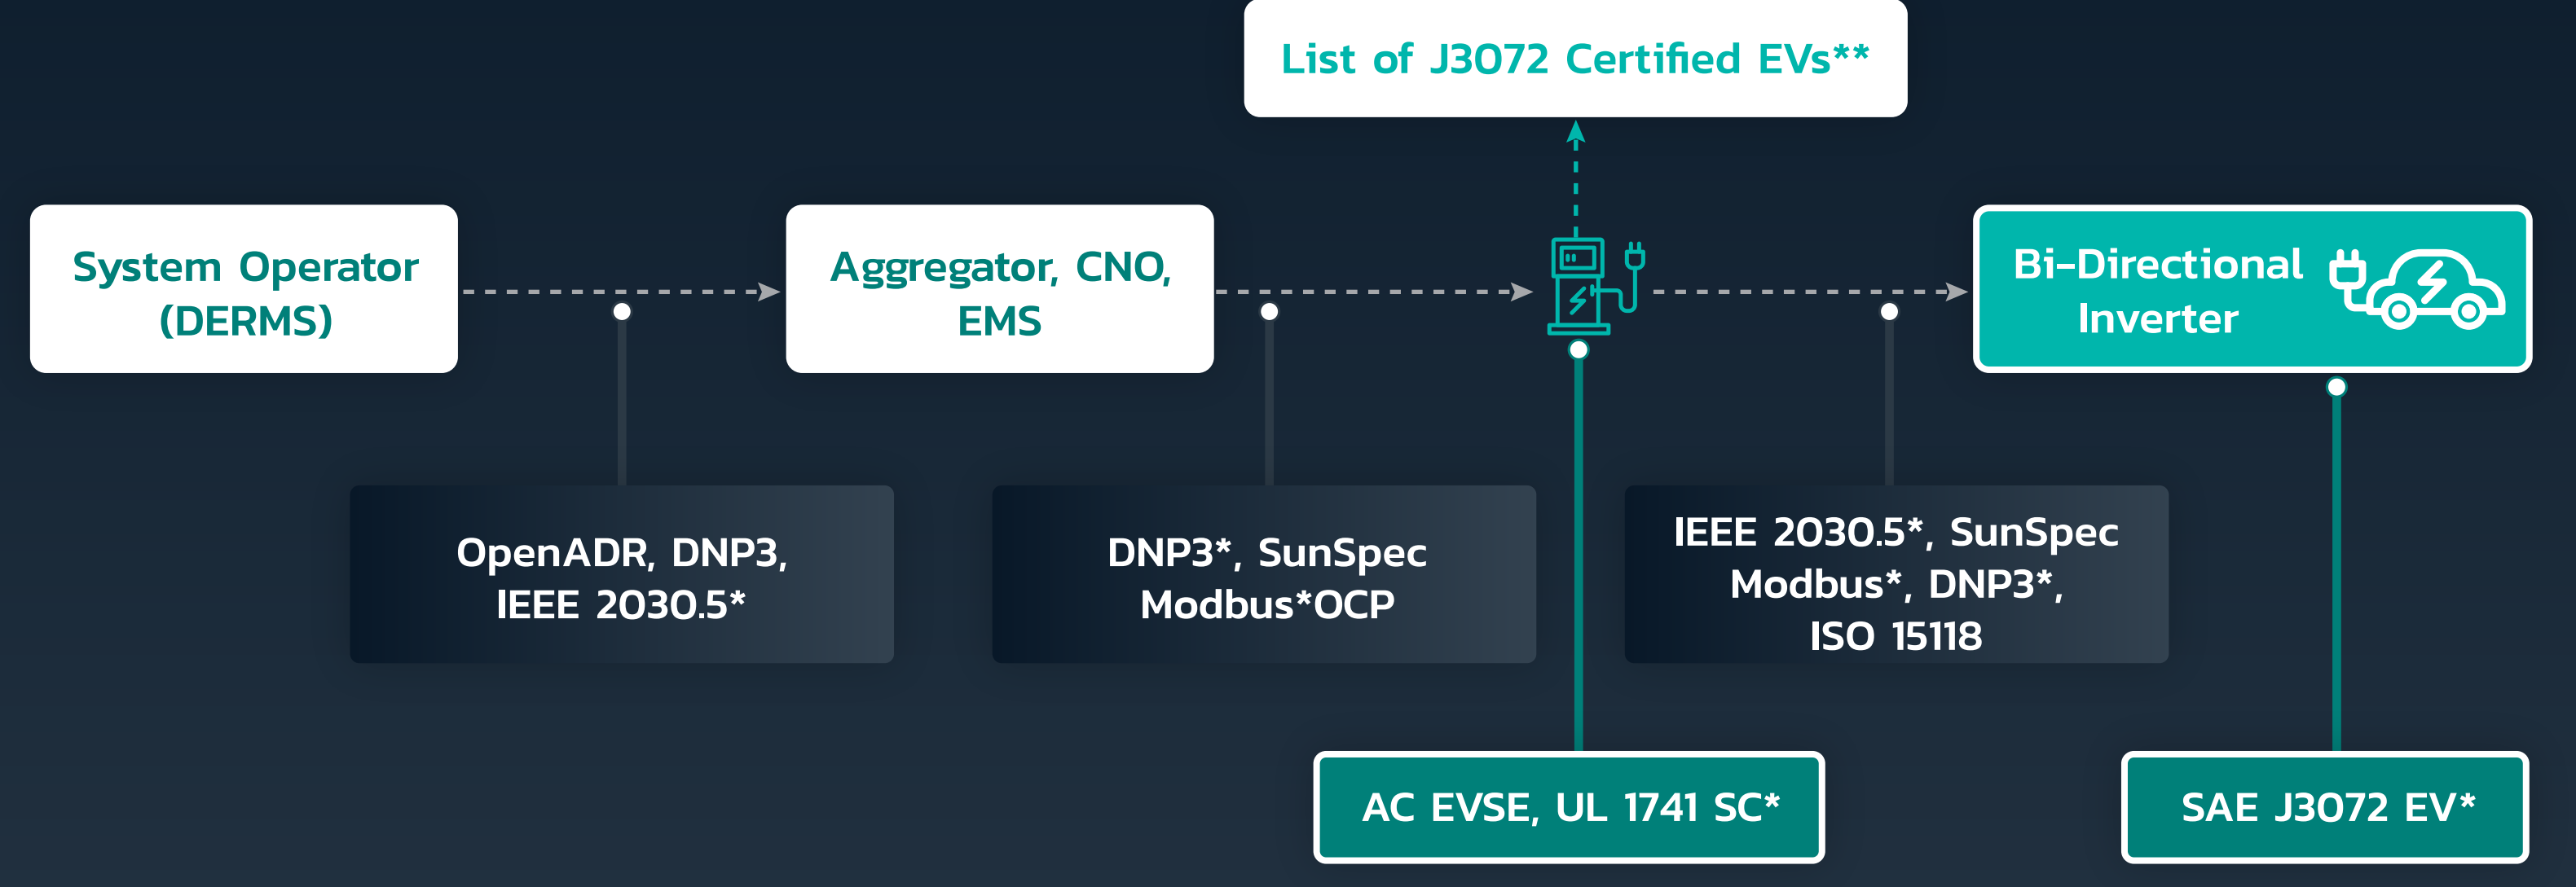 List of J3072 Certified EVs**
System Operator
(DERMS)
Aggregator, CNO,
EMS
Bi-Directional
Inverter
OpenADR, DNP3,
IEEE 2030.5*
DNP3*, SunSpec
Modbus*OCP
IEEE 2030.5*, SunSpec
Modbus*, DNP3*,
ISO 15118
AC EVSE, UL 1741 SC*
SAE J3072 EV*